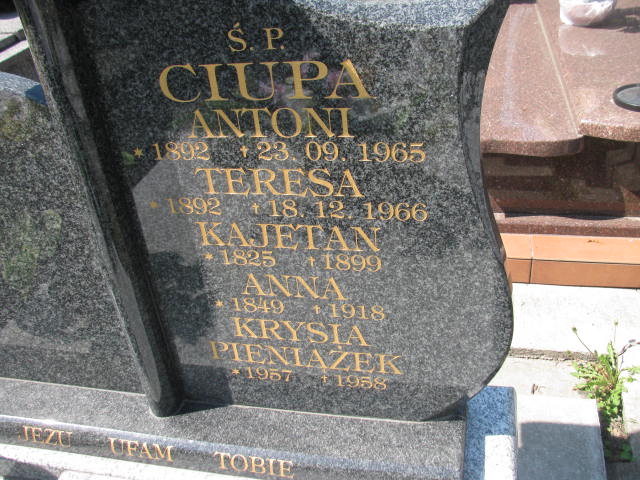 Ś. P.
CIUPA
ANTONI
* 1892 † 23. 09. 1965
TERESA
* 1892 † 18. 12. 1966
KAJETAN
* 1825 † 1899
ANNA
* 1849 † 1918
KRYSIA
PIENIĄŻEK
* 1957 † 1958
JEZU UFAM TOBIE